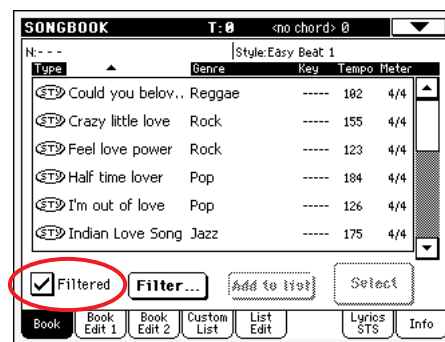 SONGBOOK T:0 <no chord> 0
N:--- Style:Easy Beat 1
Type Genre Key Tempo Meter
STY Could you belov.. Reggae ----- 102 4/4
STY Crazy little love Rock ----- 155 4/4
STY Feel love power Rock ----- 123 4/4
STY Half time lover Pop ----- 104 4/4
STY I'm out of love Pop ----- 126 4/4
STY Indian Love Song Jazz ----- 175 4/4
Filtered Filter... Add to list Select
Book Book Edit 1 Book Edit 2 Custom List List Edit Lyrics STS Info